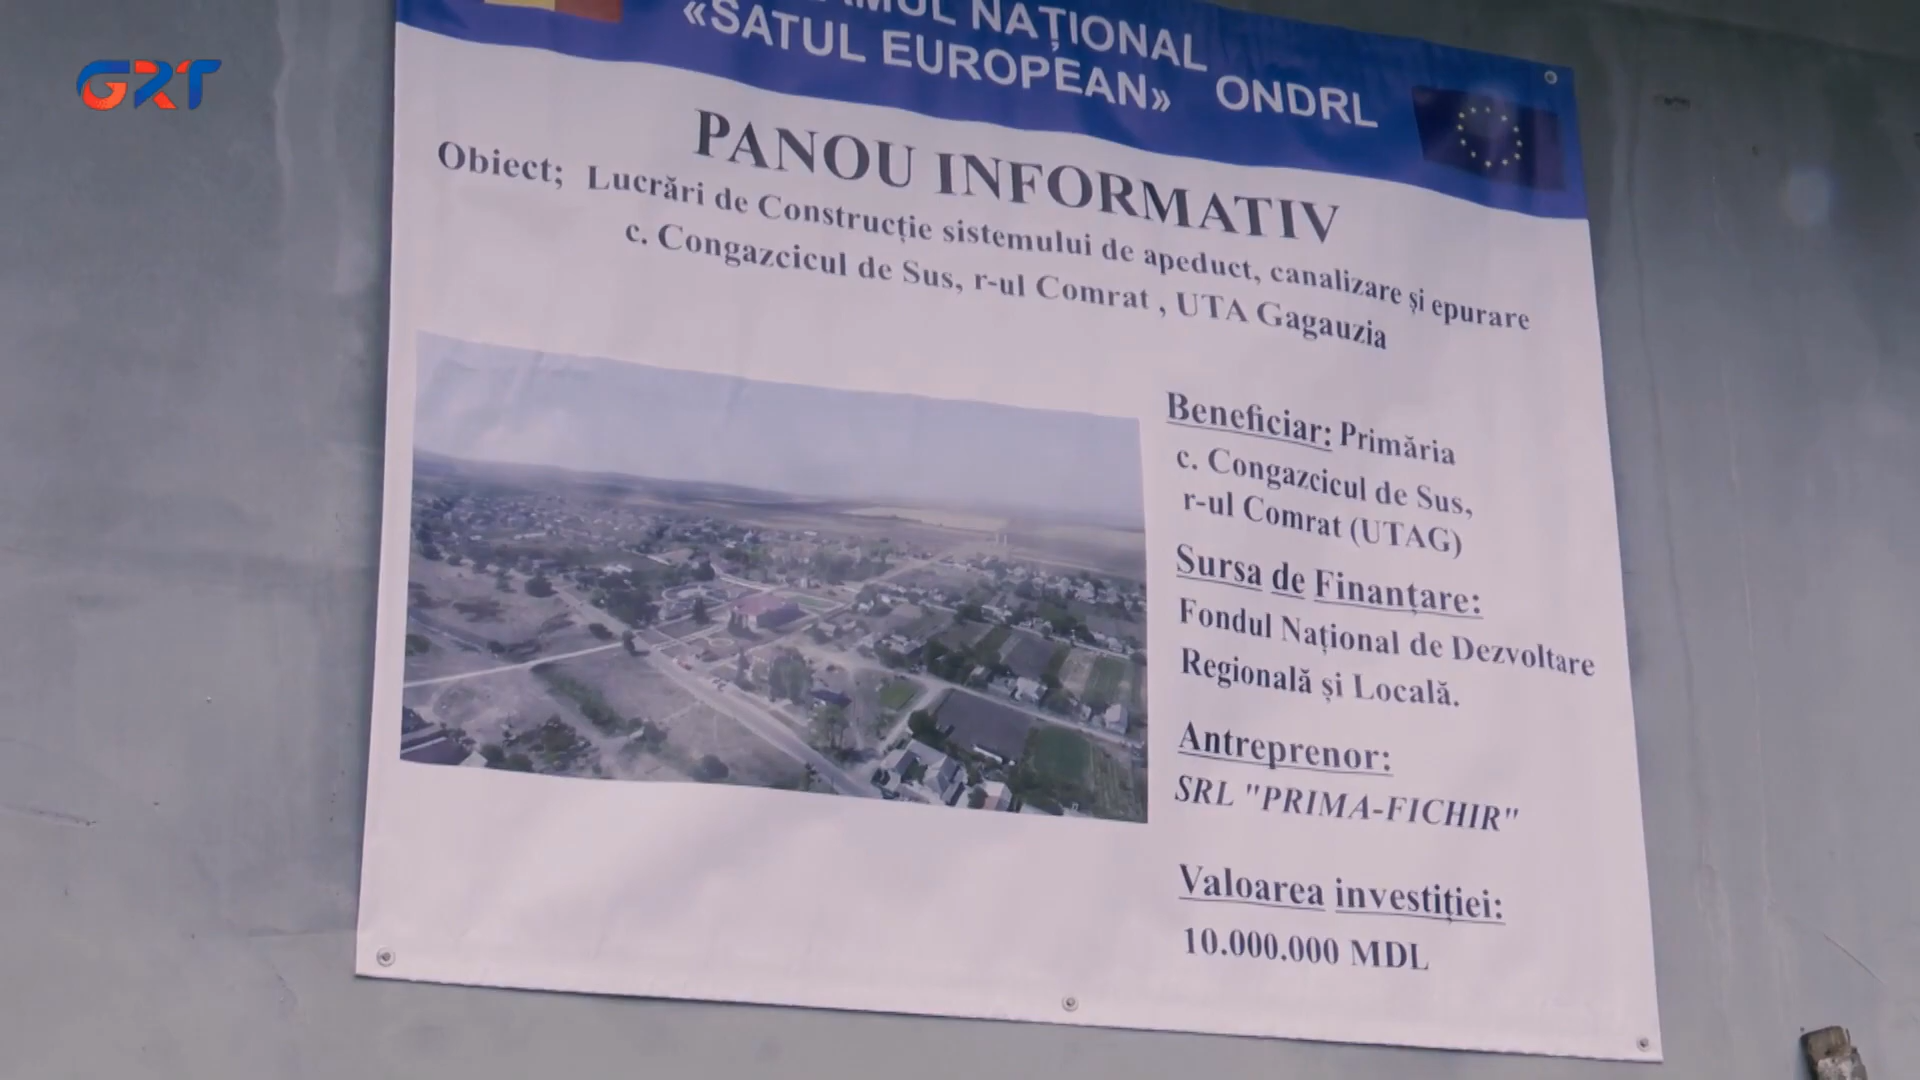 GRT
NAȚIONAL
«SATUL EUROPEAN»
ONDRL
PANOU INFORMATIV
Obiect; Lucrări de Construcție sistemului de apeduct, canalizare și epurare
c. Congazcicul de Sus, r-ul Comrat , UTA Gagauzia
Beneficiar: Primăria
c. Congazcicul de Sus,
r-ul Comrat (UTAG)
Sursa de Finanțare:
Fondul Național de Dezvoltare
Regională și Locală.
Antreprenor:
SRL "PRIMA-FICHIR"
Valoarea investiției:
10.000.000 MDL